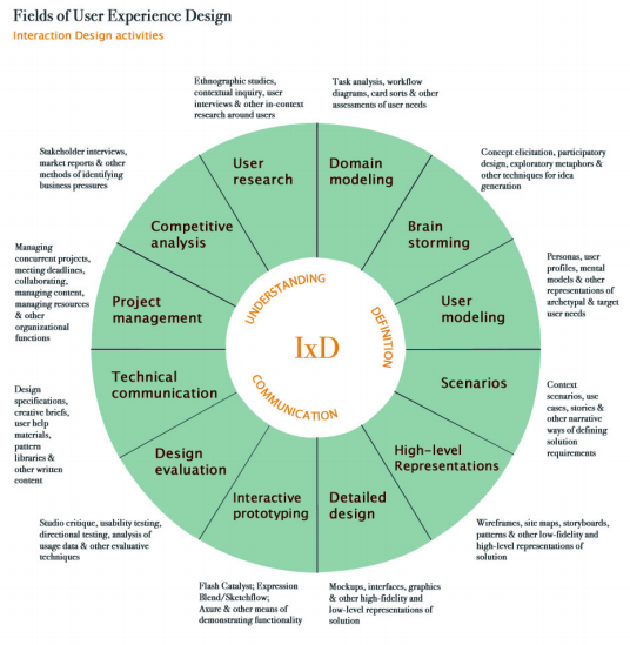 Fields of User Experience Design
Interaction Design activities
Ethnographic studies,
contextual inquiry, user
interviews & other in-context
research around users
Task analysis, workflow
diagrams, card sorts & other
assessments of user needs
Stakeholder interviews,
market reports & other
methods of identifying
business pressures
Concept elicitation, participatory
design, exploratory metaphors &
other techniques for idea
generation
User
research
Domain
modeling
Competitive
analysis
Brain
storming
Managing
concurrent projects,
meeting deadlines,
collaborating,
managing content,
managing resources
& other
organizational
functions
Personas, user
profiles, mental
models & other
representations of
archetypal & target
user needs
Project
management
User
modeling
UNDERSTANDING
DEFINITION
COMMUNICATION
IxD
Technical
communication
Scenarios
Design
specifications,
creative briefs,
user help
materials,
pattern
libraries &
other written
content
Context
scenarios, use
cases, stories &
other narrative
ways of defining
solution
requirements
Design
evaluation
High-level
Representations
Interactive
prototyping
Detailed
design
Studio critique, usability testing,
directional testing, analysis of
usage data & other evaluative
techniques
Wireframes, site maps, storyboards,
patterns & other low-fidelity and
high-level representations of
solution
Flash Catalyst; Expression
Blend/Sketchflow;
Axure & other means of
demonstrating functionality
Mockups, interfaces, graphics
& other high-fidelity and
low-level representations of
solution